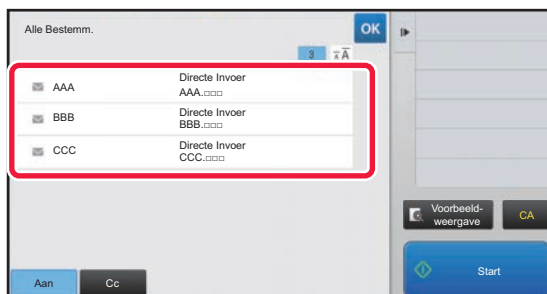 Alle Bestemm.
OK
3
AAA
Directe Invoer
AAA.□□□
BBB
Directe Invoer
BBB.□□□
CCC
Directe Invoer
CCC.□□□
Voorbeeld-
weergave
CA
Start
Aan
Cc